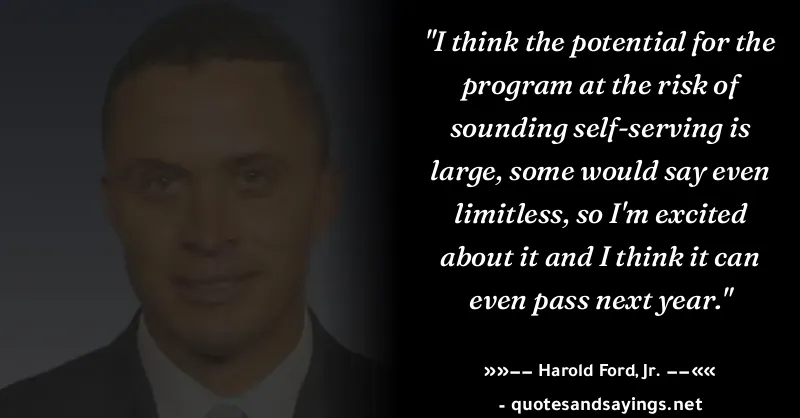 "I think the potential for the
program at the risk of
sounding self-serving is
large, some would say even
limitless, so I'm excited
about it and I think it can
even pass next year."
»»−− Harold Ford, Jr. −−««
- quotesandsayings.net